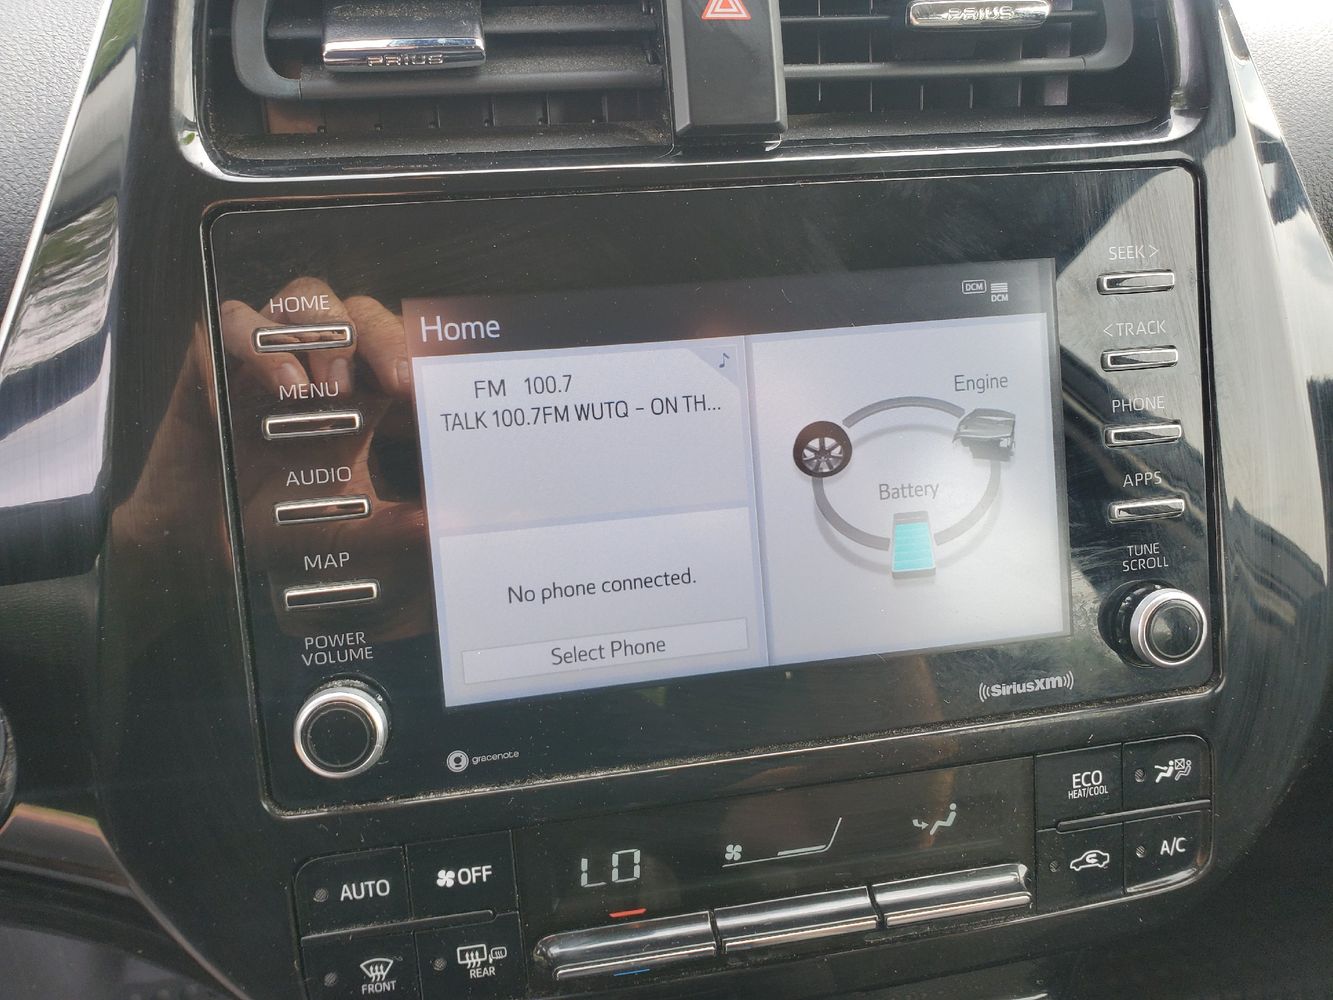 PRIUS
PRIUS
HOME
MENU
AUDIO
MAP
POWER
VOLUME
Home
DCM
DCM
FM 100.7
TALK 100.7FM WUTQ - ON TH...
No phone connected.
Select Phone
Engine
Battery
SEEK >
< TRACK
PHONE
APPS
TUNE
SCROLL
((SiriusXM))
gracenote
AUTO
OFF
FRONT
REAR
LO
ECO
HEAT/COOL
A/C